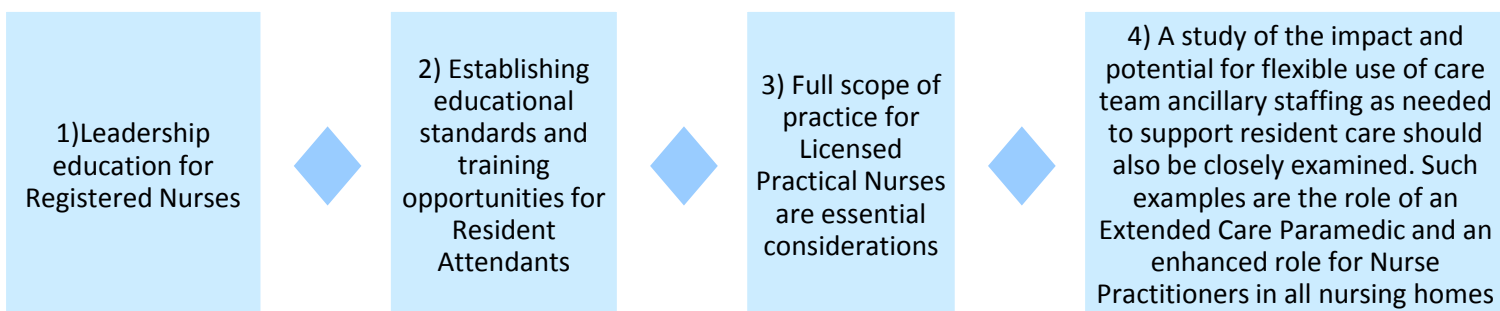 1)Leadership
education for
Registered Nurses
2) Establishing
educational
standards and
training
opportunities for
Resident
Attendants
3) Full scope of
practice for
Licensed
Practical Nurses
are essential
considerations
4) A study of the impact and
potential for flexible use of care
team ancillary staffing as needed
to support resident care should
also be closely examined. Such
examples are the role of an
Extended Care Paramedic and an
enhanced role for Nurse
Practitioners in all nursing homes